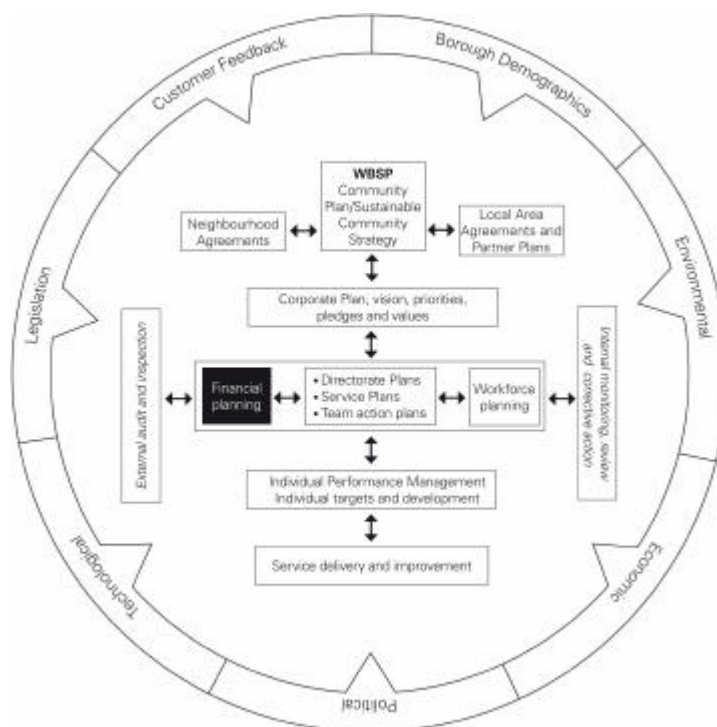 Customer Feedback
Borough Demographics
Legislation
Environmental
Technological
Economic
Political
WBSP
Community
Plan/Sustainable
Community
Strategy
Neighbourhood
Agreements
Local Area
Agreements and
Partner Plans
Corporate Plan, vision, priorities,
pledges and values
External audit and inspection
Financial
planning
• Directorate Plans
• Service Plans
• Team action plans
Workforce
planning
Internal monitoring, review
and corrective action
Individual Performance Management
Individual targets and development
Service delivery and improvement